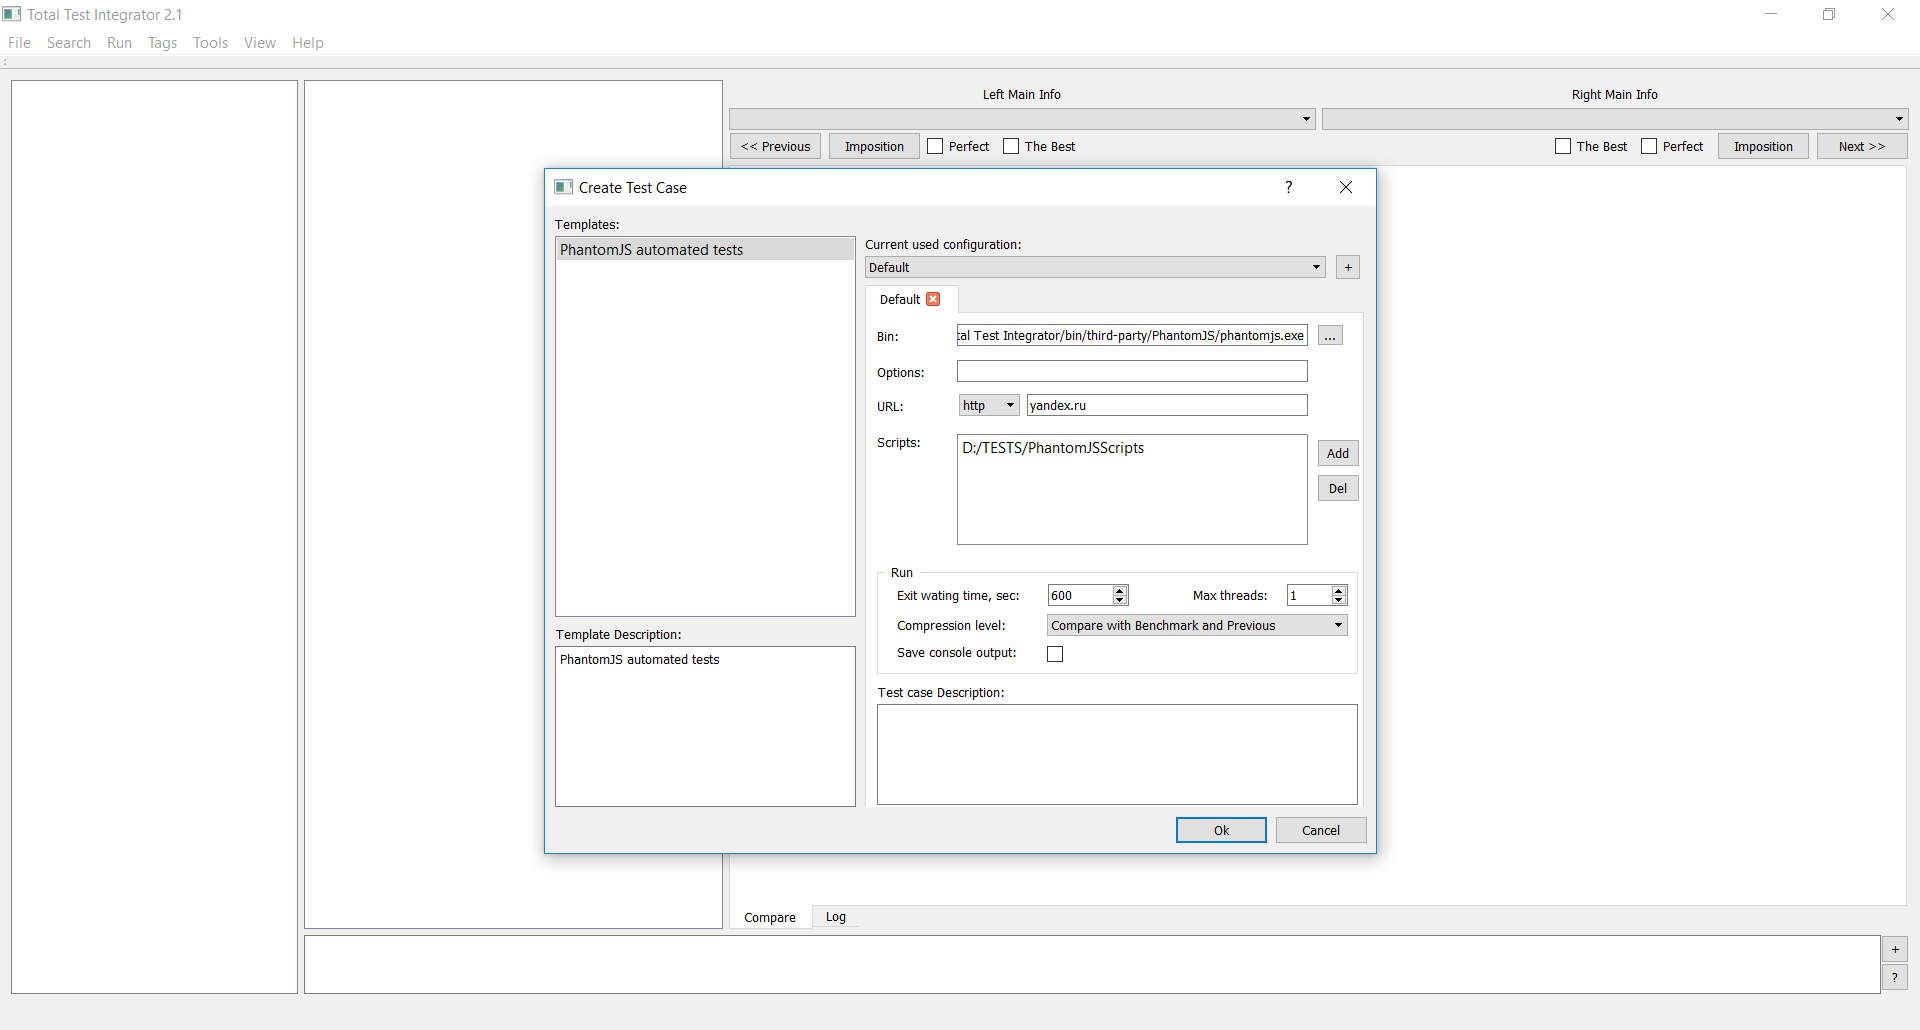 Total Test Integrator 2.1
File Search Run Tags Tools View Help
Left Main Info
Right Main Info
<< Previous Imposition Perfect The Best
The Best Perfect Imposition Next >>
Create Test Case ?
Templates:
PhantomJS automated tests
Template Description:
PhantomJS automated tests
Current used configuration:
Default +
Default
Bin: tal Test Integrator/bin/third-party/PhantomJS/phantomjs.exe ...
Options:
URL: http yandex.ru
Scripts: D:/TESTS/PhantomJSScripts
Add
Del
Run
Exit wating time, sec: 600 Max threads: 1
Compression level: Compare with Benchmark and Previous
Save console output:
Test case Description:
Ok Cancel
Compare Log
+
?